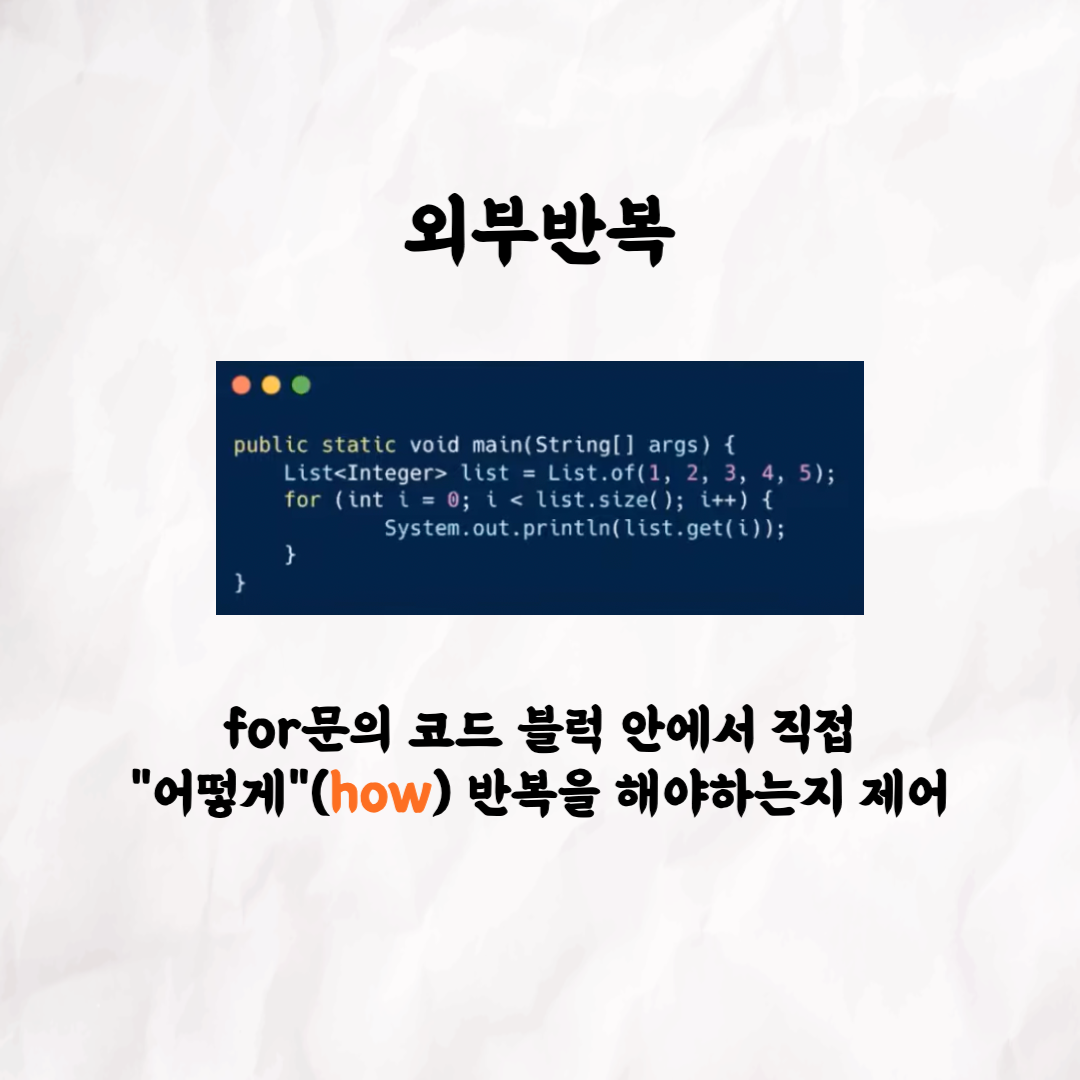 외부반복
public static void main(String[] args) {
    List<Integer> list = List.of(1, 2, 3, 4, 5);
    for (int i = 0; i < list.size(); i++) {
            System.out.println(list.get(i));
    }
}
for문의 코드 블럭 안에서 직접
"어떻게"(how) 반복을 해야하는지 제어